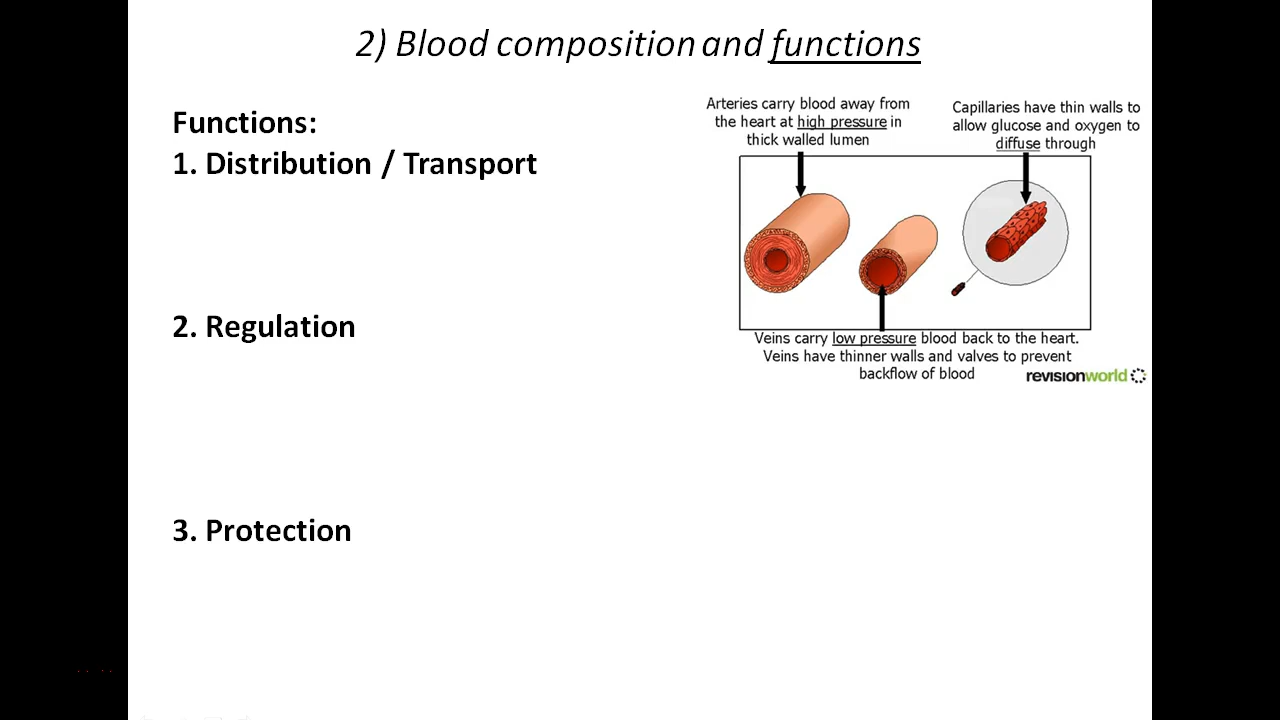 2) Blood composition and functions
Functions:
1. Distribution / Transport
2. Regulation
3. Protection
Arteries carry blood away from
the heart at high pressure in
thick walled lumen
Capillaries have thin walls to
allow glucose and oxygen to
diffuse through
Veins carry low pressure blood back to the heart.
Veins have thinner walls and valves to prevent
backflow of blood
revisionworld